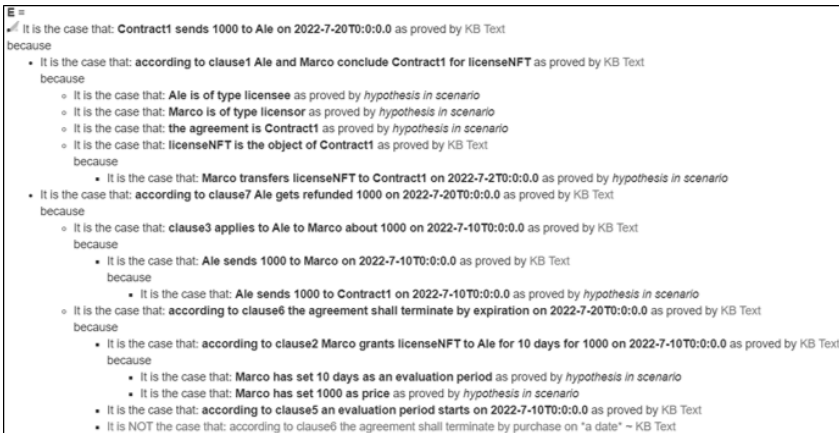 E =
It is the case that: Contract1 sends 1000 to Ale on 2022-7-20T0:0:0.0 as proved by KB Text
because
It is the case that: according to clause1 Ale and Marco conclude Contract1 for licenseNFT as proved by KB Text
because
It is the case that: Ale is of type licensee as proved by hypothesis in scenario
It is the case that: Marco is of type licensor as proved by hypothesis in scenario
It is the case that: the agreement is Contract1 as proved by hypothesis in scenario
It is the case that: licenseNFT is the object of Contract1 as proved by KB Text
because
It is the case that: Marco transfers licenseNFT to Contract1 on 2022-7-2T0:0:0.0 as proved by hypothesis in scenario
It is the case that: according to clause7 Ale gets refunded 1000 on 2022-7-20T0:0:0.0 as proved by KB Text
because
It is the case that: clause3 applies to Ale to Marco about 1000 on 2022-7-10T0:0:0.0 as proved by KB Text
because
It is the case that: Ale sends 1000 to Marco on 2022-7-10T0:0:0.0 as proved by KB Text
because
It is the case that: Ale sends 1000 to Contract1 on 2022-7-10T0:0:0.0 as proved by hypothesis in scenario
It is the case that: according to clause6 the agreement shall terminate by expiration on 2022-7-20T0:0:0.0 as proved by KB Text
because
It is the case that: according to clause2 Marco grants licenseNFT to Ale for 10 days for 1000 on 2022-7-10T0:0:0.0 as proved by KB Text
because
It is the case that: Marco has set 10 days as an evaluation period as proved by hypothesis in scenario
It is the case that: Marco has set 1000 as price as proved by hypothesis in scenario
It is the case that: according to clause5 an evaluation period starts on 2022-7-10T0:0:0.0 as proved by KB Text
It is NOT the case that: according to clause6 the agreement shall terminate by purchase on *a date* ~ KB Text